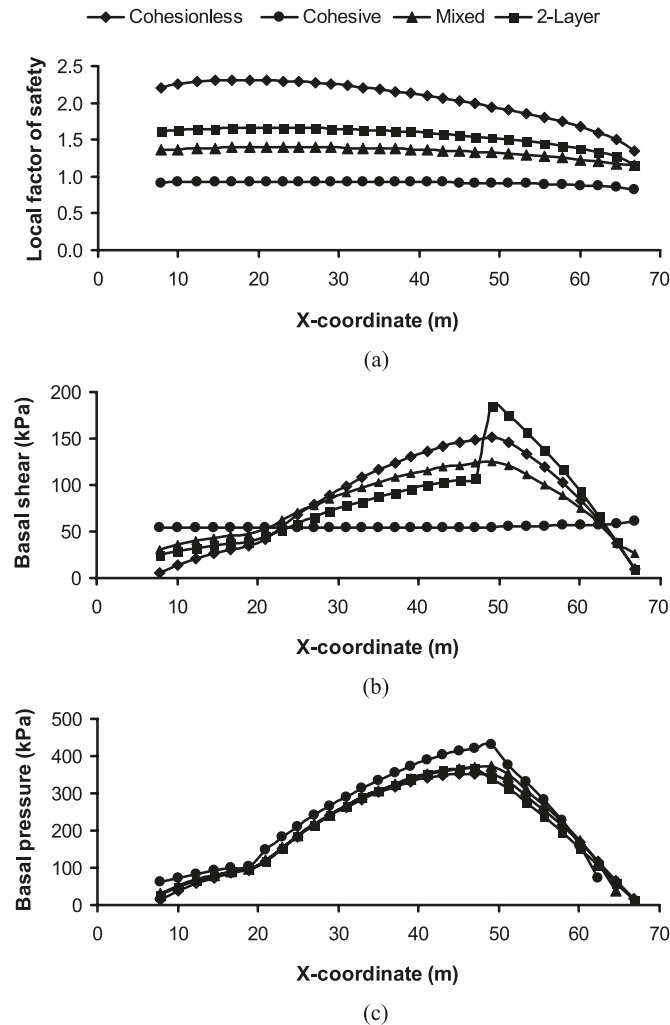 Cohesionless Cohesive Mixed 2-Layer
Local factor of safety
2.5
2.0
1.5
1.0
0.5
0.0
0 10 20 30 40 50 60 70
X-coordinate (m)
(a)
Basal shear (kPa)
200
150
100
50
0
0 10 20 30 40 50 60 70
X-coordinate (m)
(b)
Basal pressure (kPa)
500
400
300
200
100
0
0 10 20 30 40 50 60 70
X-coordinate (m)
(c)